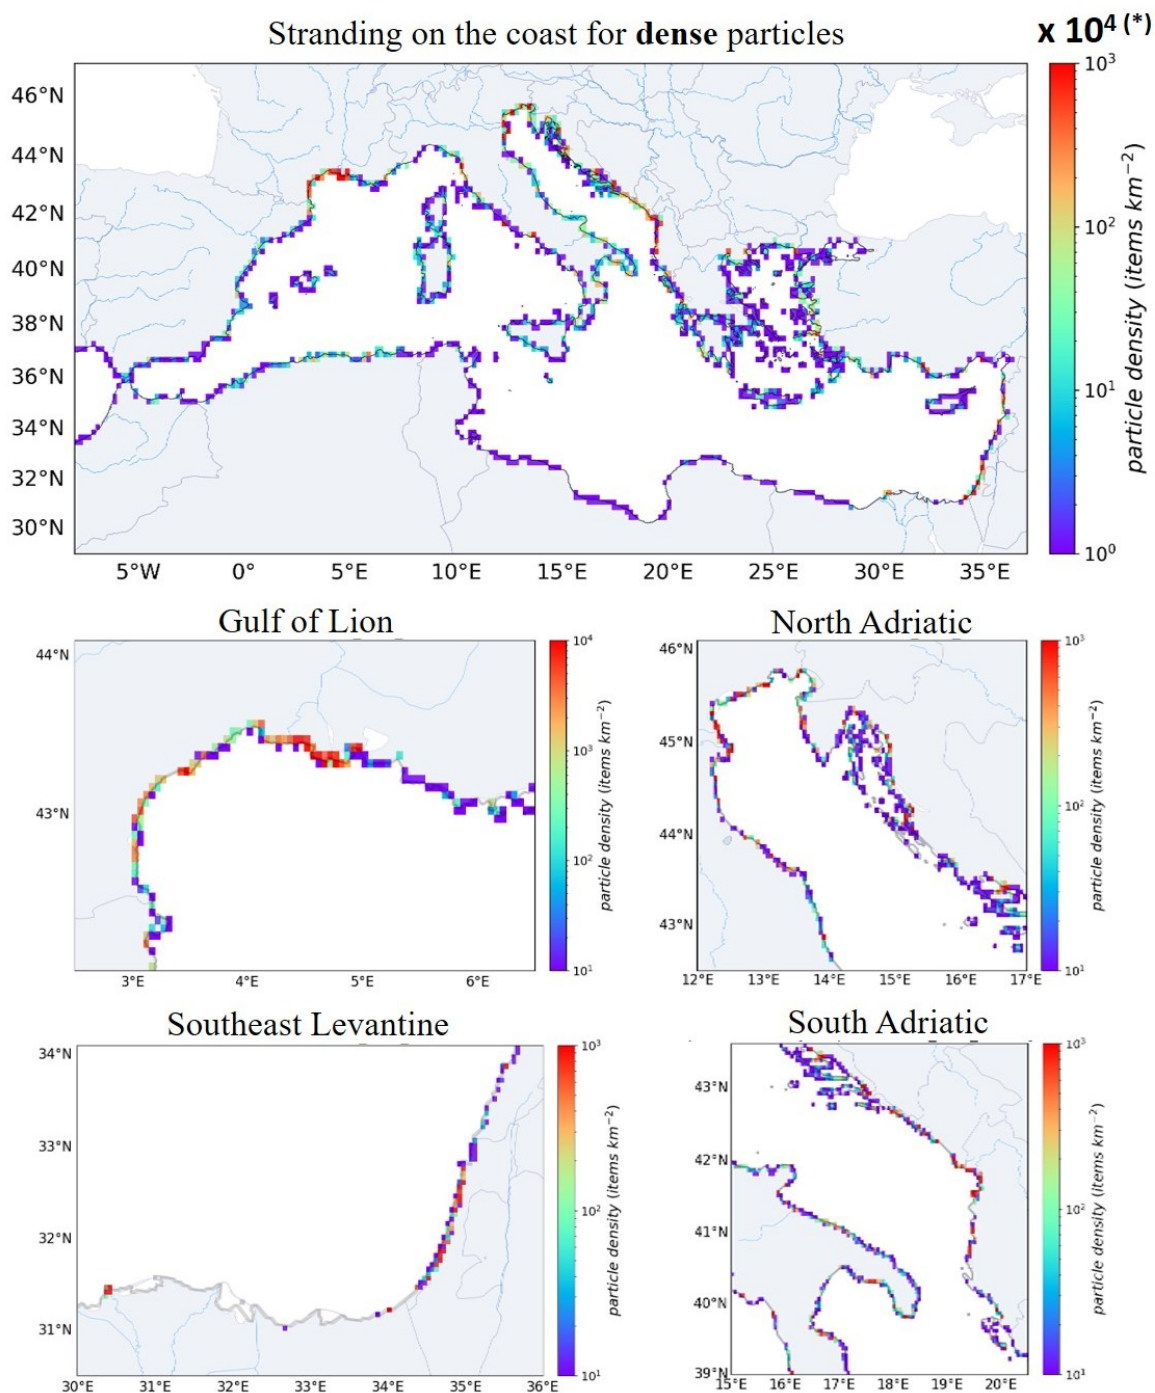 Stranding on the coast for dense particles
x 10⁴ (*)
46°N
44°N
42°N
40°N
38°N
36°N
34°N
32°N
30°N
5°W 0° 5°E 10°E 15°E 20°E 25°E 30°E 35°E
10³
10²
10¹
10⁰
particle density (items km⁻²)
Gulf of Lion
44°N
43°N
3°E 4°E 5°E 6°E
10⁴
10³
10²
10¹
particle density (items km⁻²)
North Adriatic
46°N
45°N
44°N
43°N
12°E 13°E 14°E 15°E 16°E 17°E
10³
10²
10¹
particle density (items km⁻²)
Southeast Levantine
34°N
33°N
32°N
31°N
30°E 31°E 32°E 33°E 34°E 35°E 36°E
10³
10²
10¹
particle density (items km⁻²)
South Adriatic
43°N
42°N
41°N
40°N
39°N
15°E 16°E 17°E 18°E 19°E 20°E
10³
10²
10¹
particle density (items km⁻²)